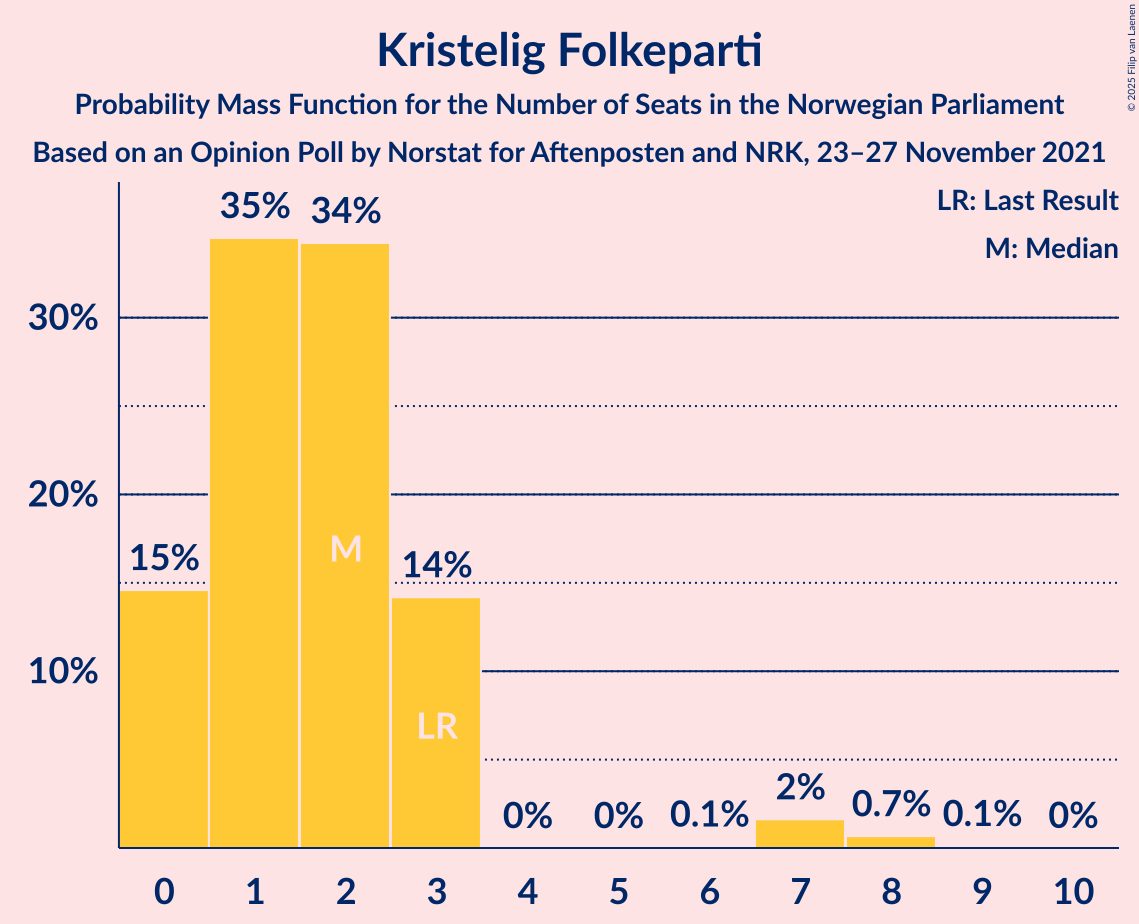 Kristelig Folkeparti
Probability Mass Function for the Number of Seats in the Norwegian Parliament
Based on an Opinion Poll by Norstat for Aftenposten and NRK, 23–27 November 2021
© 2025 Filip van Laenen
LR: Last Result
M: Median
35%
34%
30%
20%
15%
M
14%
10%
LR
2%
0.7%
0%
0%
0.1%
0.1%
0%
0 1 2 3 4 5 6 7 8 9 10